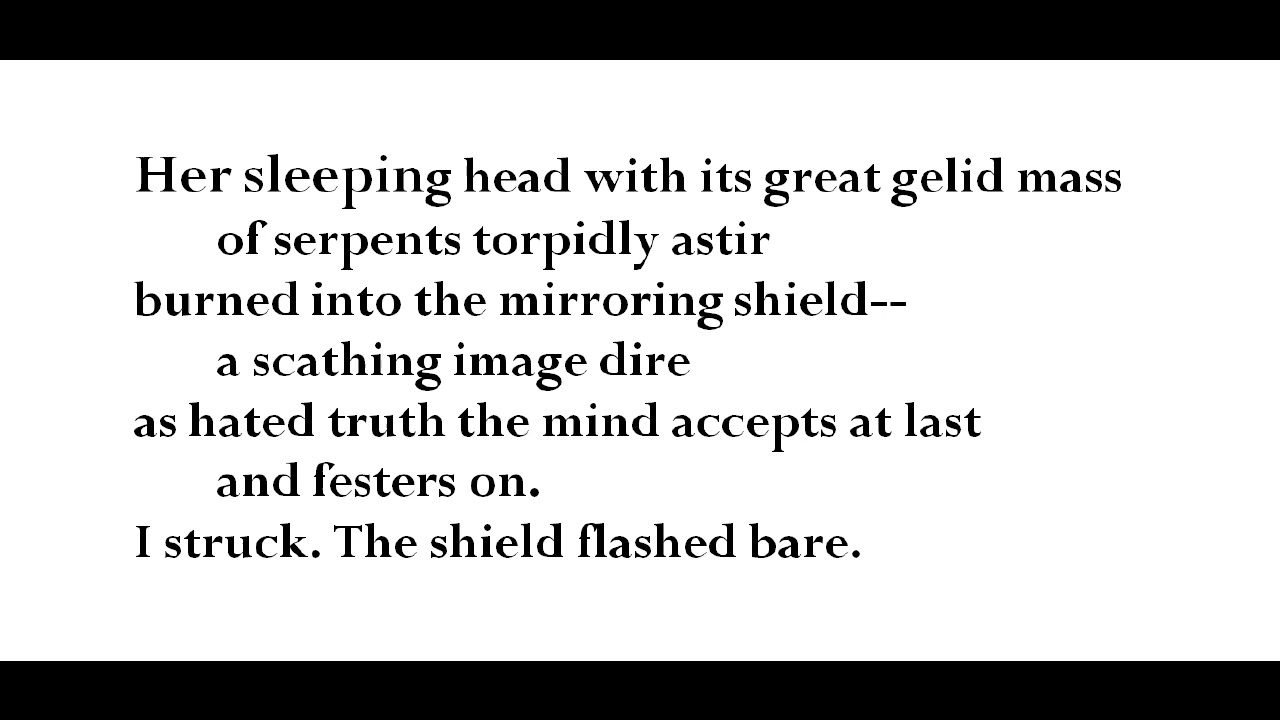 Her sleeping head with its great gelid mass
of serpents torpidly astir
burned into the mirroring shield--
a scathing image dire
as hated truth the mind accepts at last
and festers on.
I struck. The shield flashed bare.